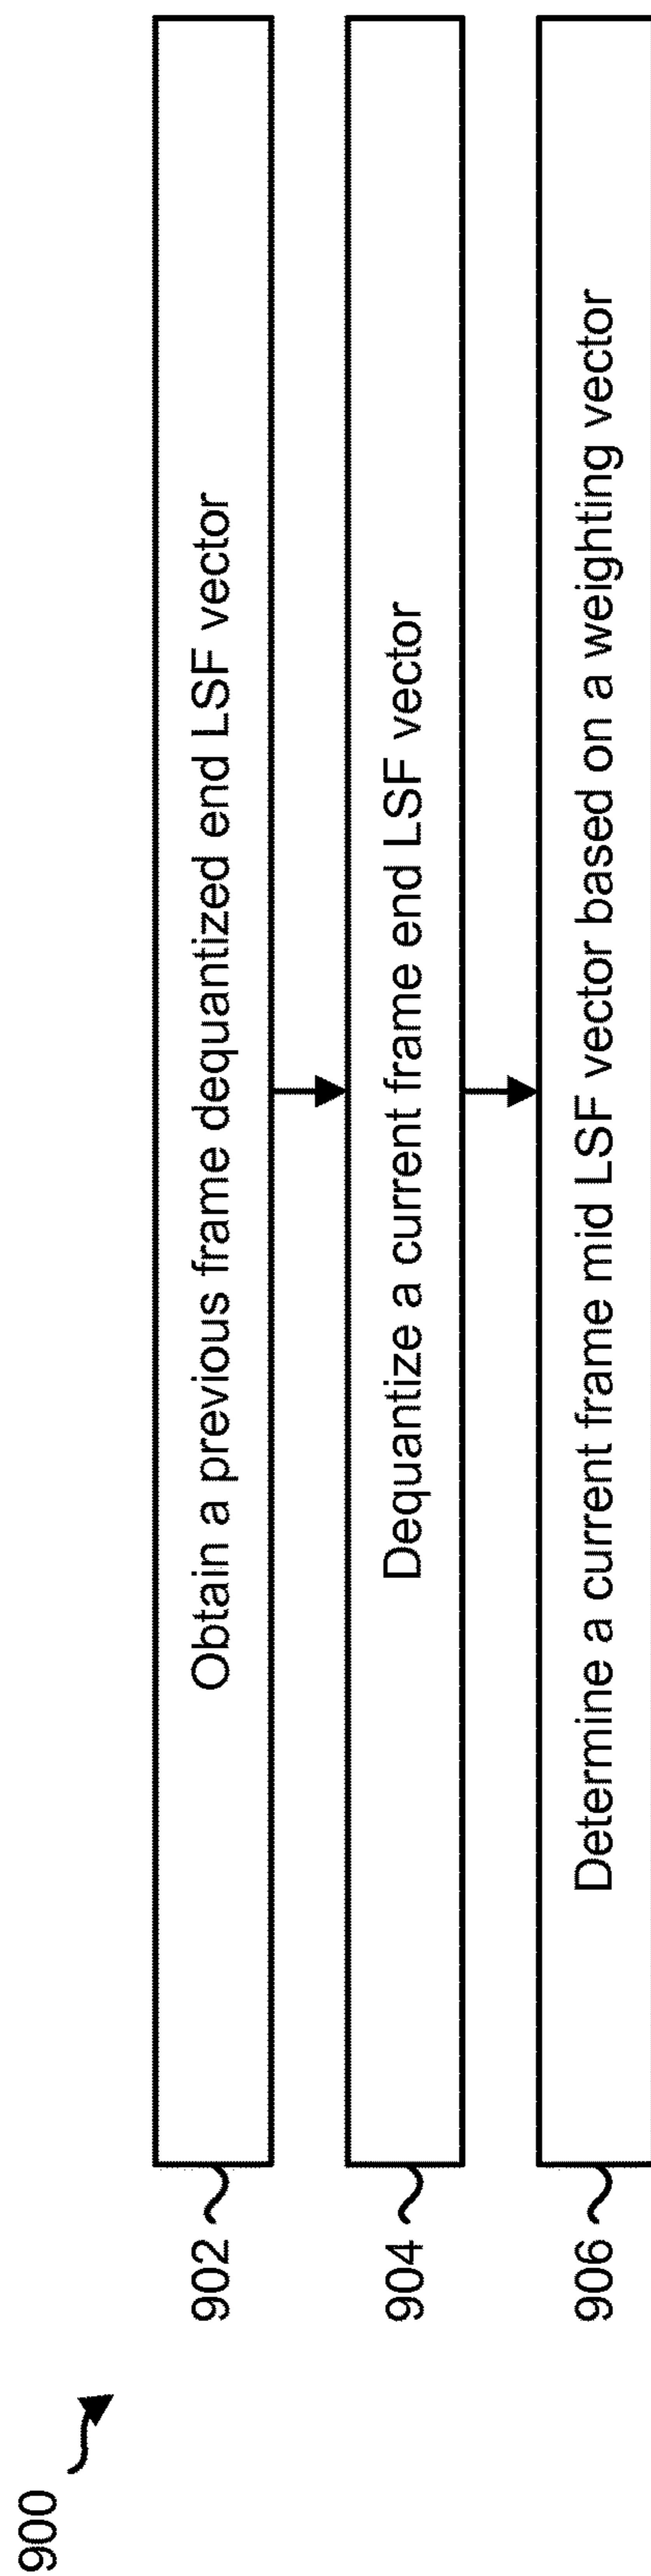 900
902
Obtain a previous frame dequantized end LSF vector
904
Dequantize a current frame end LSF vector
906
Determine a current frame mid LSF vector based on a weighting vector